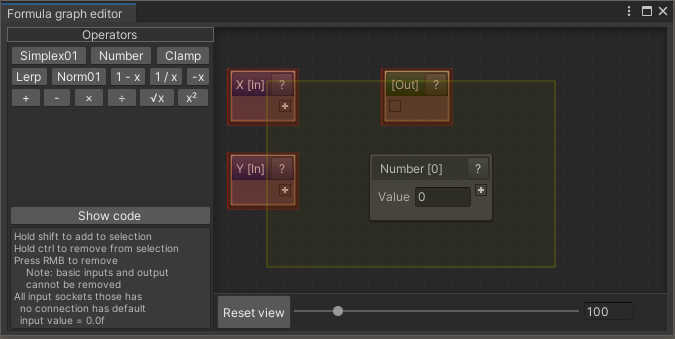 Formula graph editor
Operators
Simplex01 Number Clamp
Lerp Norm01 1 - x 1 / x -x
+ - × ÷ √x x²
Show code
Hold shift to add to selection
Hold ctrl to remove from selection
Press RMB to remove
Note: basic inputs and output
cannot be removed
All input sockets those has
no connection has default
input value = 0.0f
X [In] ?
[Out] ?
Y [In] ?
Number [0] ?
Value 0
Reset view
100